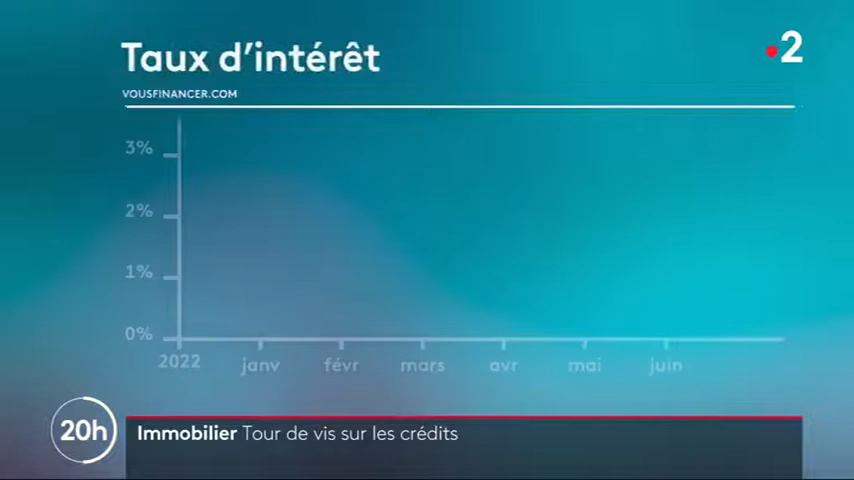 Taux d'intérêt
2
VOUSFINANCER.COM
3%
2%
1%
0%
2022 janv févr mars avr mai juin
20h
Immobilier Tour de vis sur les crédits